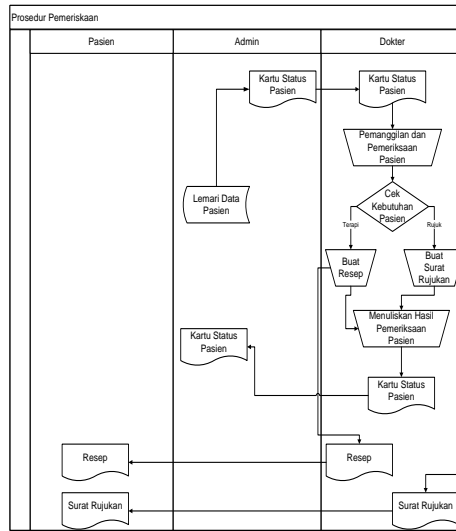 Prosedur Pemeriksaan
Pasien
Admin
Dokter
Kartu Status
Pasien
Kartu Status
Pasien
Pemanggilan dan
Pemeriksaan
Pasien
Lemari Data
Pasien
Cek
Kebutuhan
Pasien
Terapi
Rujuk
Buat
Resep
Buat
Surat
Rujukan
Menuliskan Hasil
Pemeriksaan
Pasien
Kartu Status
Pasien
Kartu Status
Pasien
Resep
Resep
Surat Rujukan
Surat Rujukan